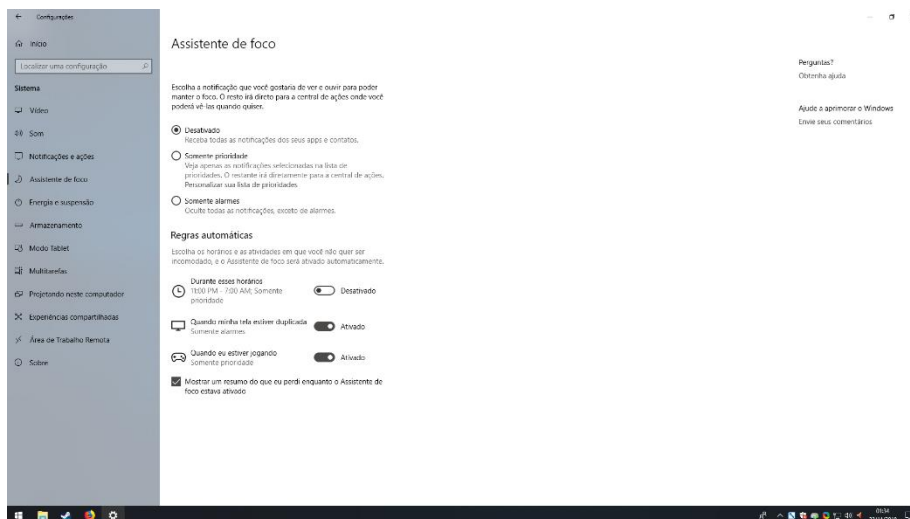 Configurações
Início
Localizar uma configuração
Sistema
Vídeo
Som
Notificações e ações
Assistente de foco
Energia e suspensão
Armazenamento
Modo Tablet
Multitarefas
Projetando neste computador
Experiências compartilhadas
Área de Trabalho Remota
Sobre
Assistente de foco
Escolha a notificação que você gostaria de ver e ouvir para poder
manter o foco. O resto irá direto para a central de ações onde você
poderá vê-las quando quiser.
Desativado
Receba todas as notificações dos seus apps e contatos.
Somente prioridade
Veja apenas as notificações selecionadas na lista de
prioridades. O restante irá diretamente para a central de ações.
Personalizar sua lista de prioridades
Somente alarmes
Oculte todas as notificações, exceto de alarmes.
Regras automáticas
Escolha os horários e as atividades em que você não quer ser
incomodado, e o Assistente de foco será ativado automaticamente.
Durante esses horários
11:00 PM - 7:00 AM; Somente
prioridade
Desativado
Quando minha tela estiver duplicada
Somente alarmes
Ativado
Quando eu estiver jogando
Somente prioridade
Ativado
Mostrar um resumo do que eu perdi enquanto o Assistente de
foco estava ativado
Perguntas?
Obtenha ajuda
Ajude a aprimorar o Windows
Envie seus comentários
01:34